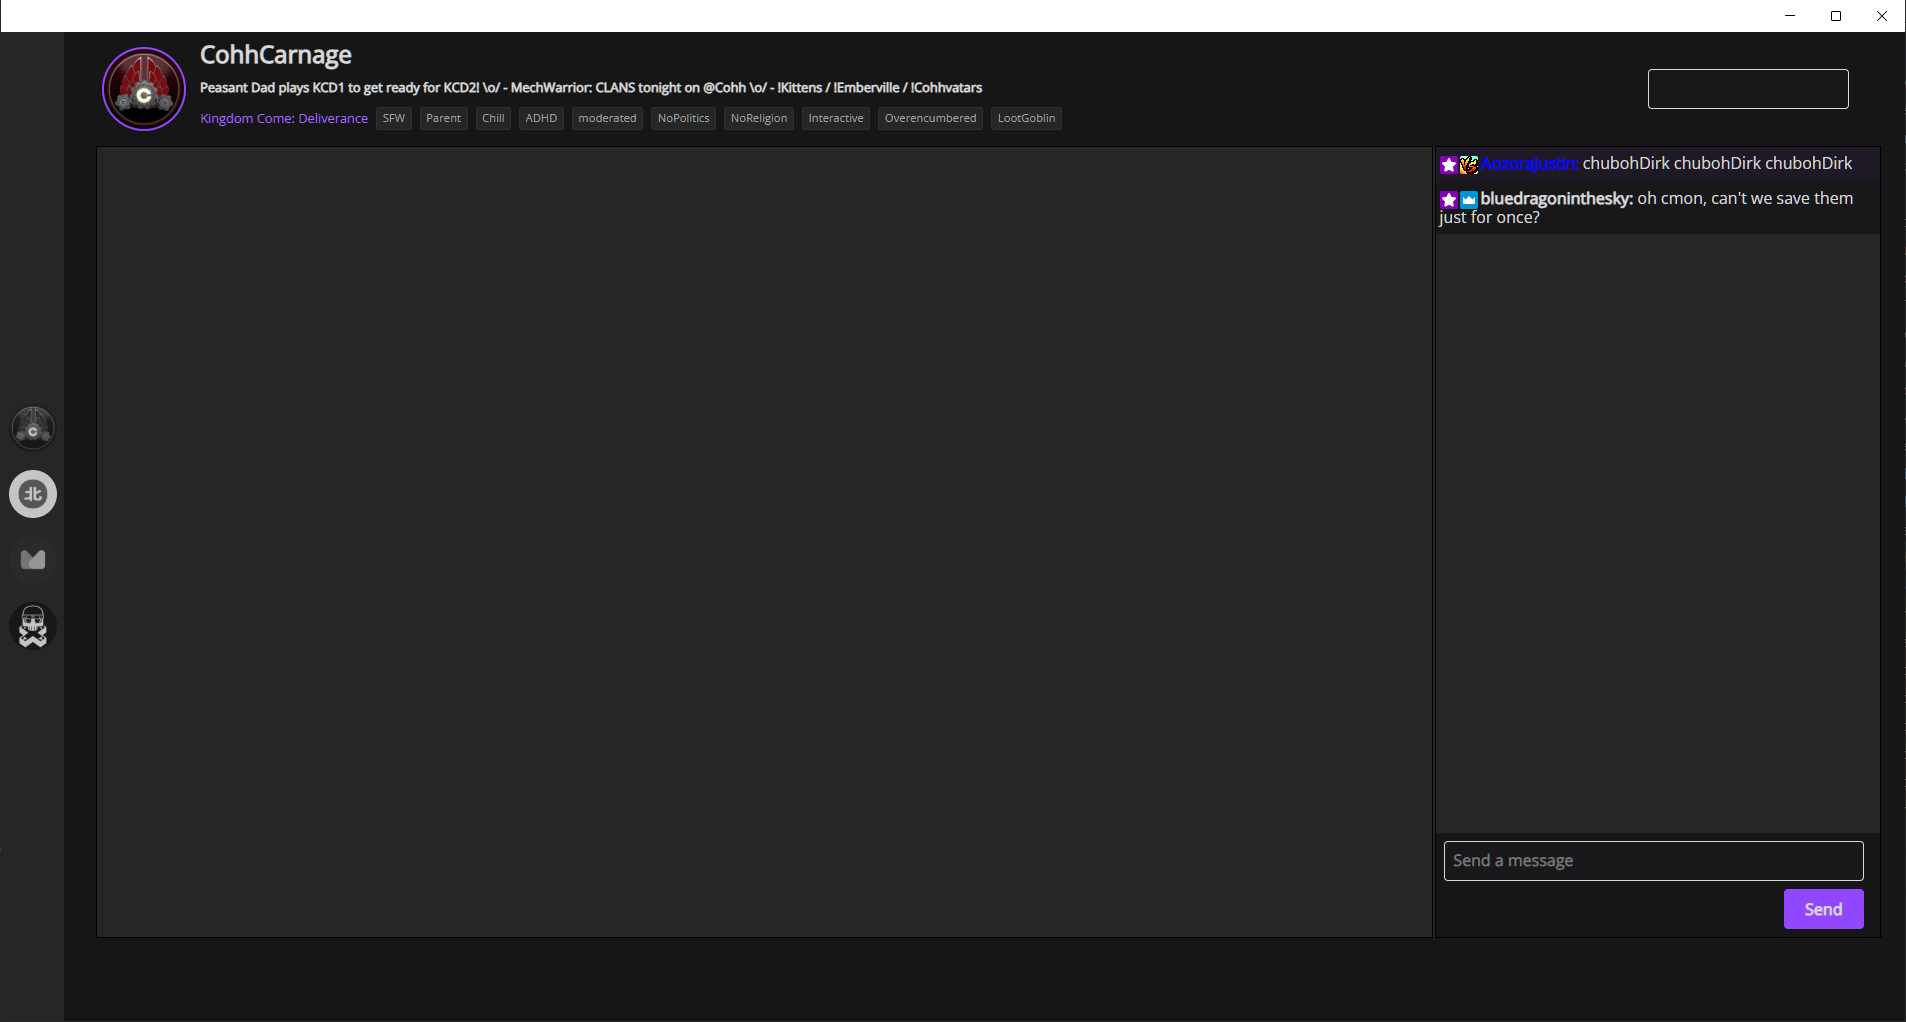 CohhCarnage
Peasant Dad plays KCD1 to get ready for KCD2! \o/ - MechWarrior: CLANS tonight on @Cohh \o/ - !Kittens / !Emberville / !Cohhvatars
Kingdom Come: Deliverance SFW Parent Chill ADHD moderated NoPolitics NoReligion Interactive Overencumbered LootGoblin
AozoraJustin: chubohDirk chubohDirk chubohDirk
bluedragoninthesky: oh cmon, can't we save them
just for once?
Send a message
Send